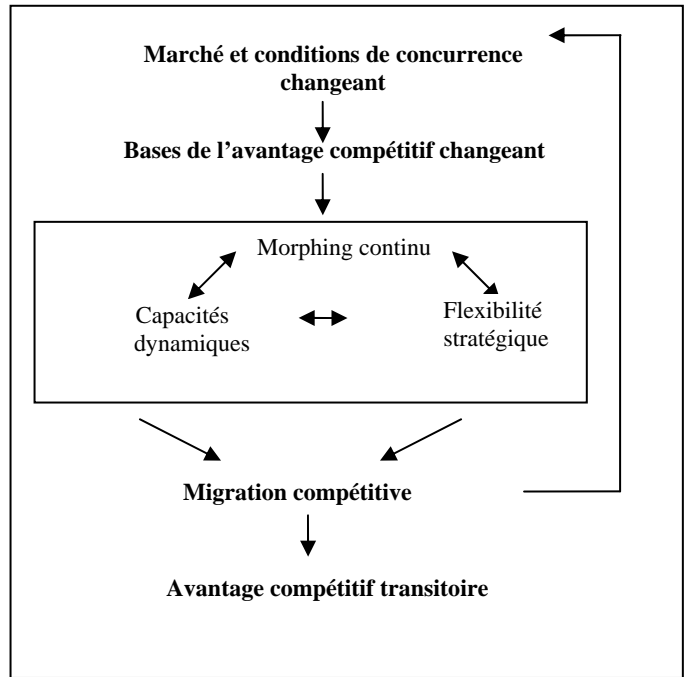 Marché et conditions de concurrence
changeant
Bases de l’avantage compétitif changeant
Morphing continu
Capacités
dynamiques
Flexibilité
stratégique
Migration compétitive
Avantage compétitif transitoire